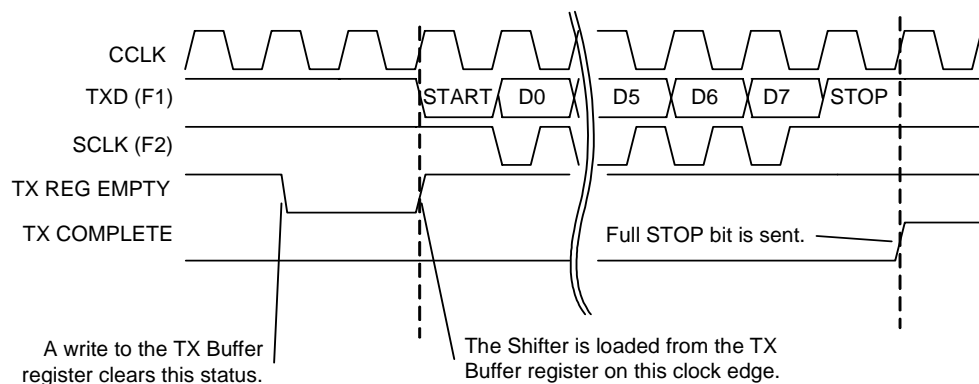 CCLK
TXD (F1)
START D0 D5 D6 D7 STOP
SCLK (F2)
TX REG EMPTY
TX COMPLETE
Full STOP bit is sent.
A write to the TX Buffer
register clears this status.
The Shifter is loaded from the TX
Buffer register on this clock edge.